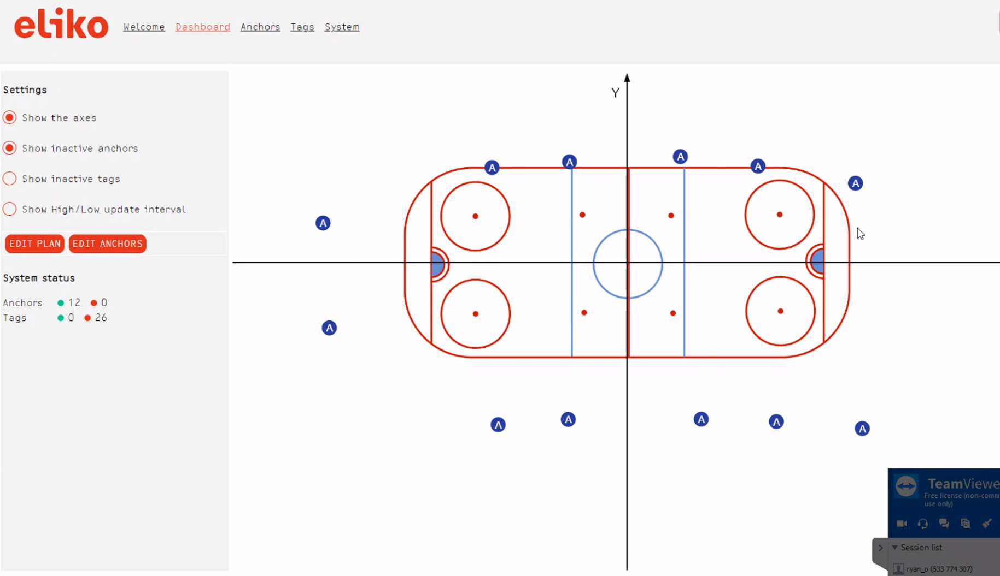 eliko
Welcome Dashboard Anchors Tags System
Settings
Show the axes
Show inactive anchors
Show inactive tags
Show High/Low update interval
EDIT PLAN EDIT ANCHORS
System status
Anchors 12 0
Tags 0 26
Y
A
A
A
A
A
A
A
A
A
A
A
A
TeamViewe
Free license (non-comm
use only)
Session list
ryan_o (533 774 307)